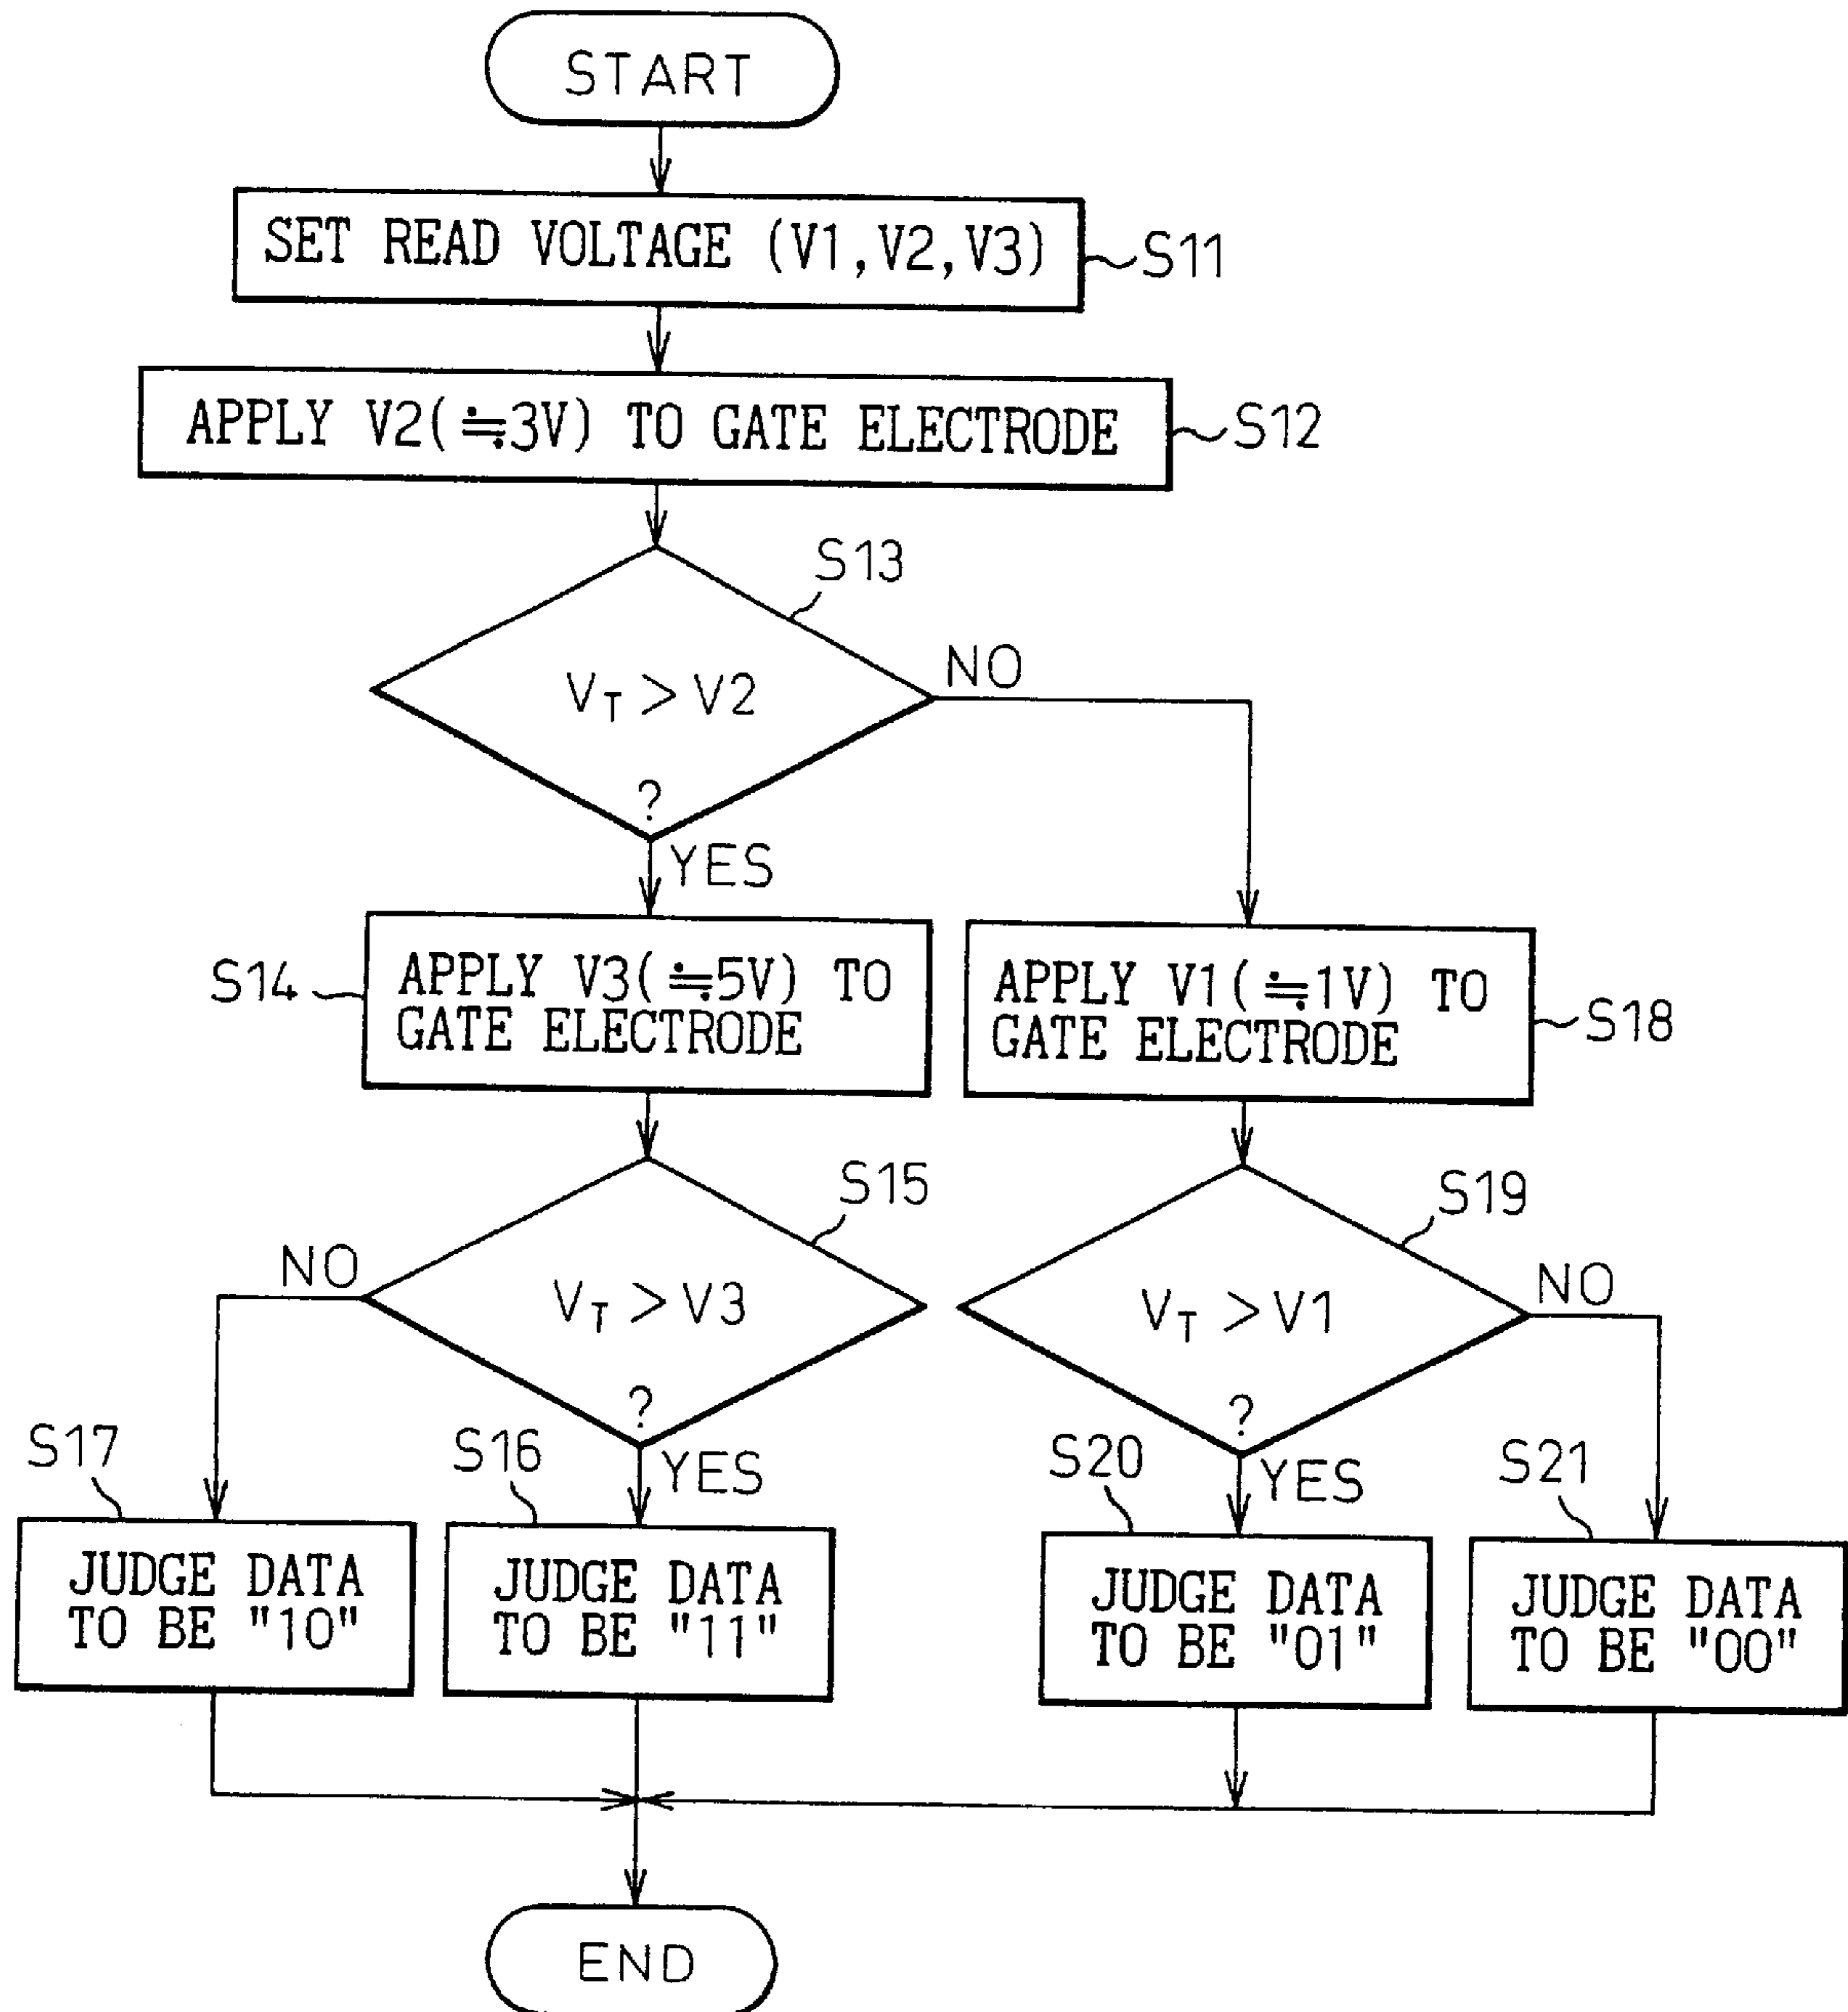 START
SET READ VOLTAGE (V1,V2,V3)
S11
APPLY V2(≒3V) TO GATE ELECTRODE
S12
S13
VT > V2
?
NO
YES
S14
APPLY V3(≒5V) TO
GATE ELECTRODE
APPLY V1(≒1V) TO
GATE ELECTRODE
S18
S15
NO
VT > V3
?
YES
S19
VT > V1
?
NO
YES
S17
JUDGE DATA
TO BE "10"
S16
JUDGE DATA
TO BE "11"
S20
JUDGE DATA
TO BE "01"
S21
JUDGE DATA
TO BE "00"
END